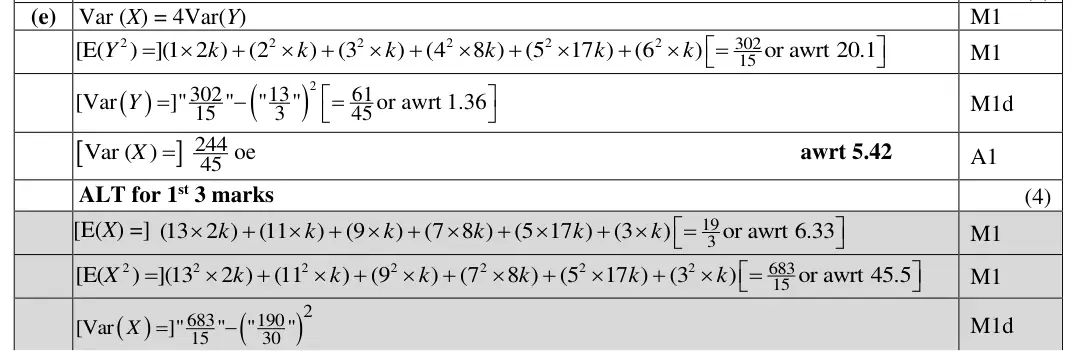 (e) Var (X) = 4Var(Y) M1
[E(Y²) =](1×2k)+(2²×k)+(3²×k)+(4²×8k)+(5²×17k)+(6²×k)[= 302/15 or awrt 20.1] M1
[Var(Y) =]"302/15"−("13/3")²[= 61/45 or awrt 1.36] M1d
[Var (X) =] 244/45 oe awrt 5.42 A1
ALT for 1st 3 marks (4)
[E(X) =] (13×2k)+(11×k)+(9×k)+(7×8k)+(5×17k)+(3×k)[= 19/3 or awrt 6.33] M1
[E(X²) =](13²×2k)+(11²×k)+(9²×k)+(7²×8k)+(5²×17k)+(3²×k)[= 683/15 or awrt 45.5] M1
[Var(X) =]"683/15"−("190/30")² M1d